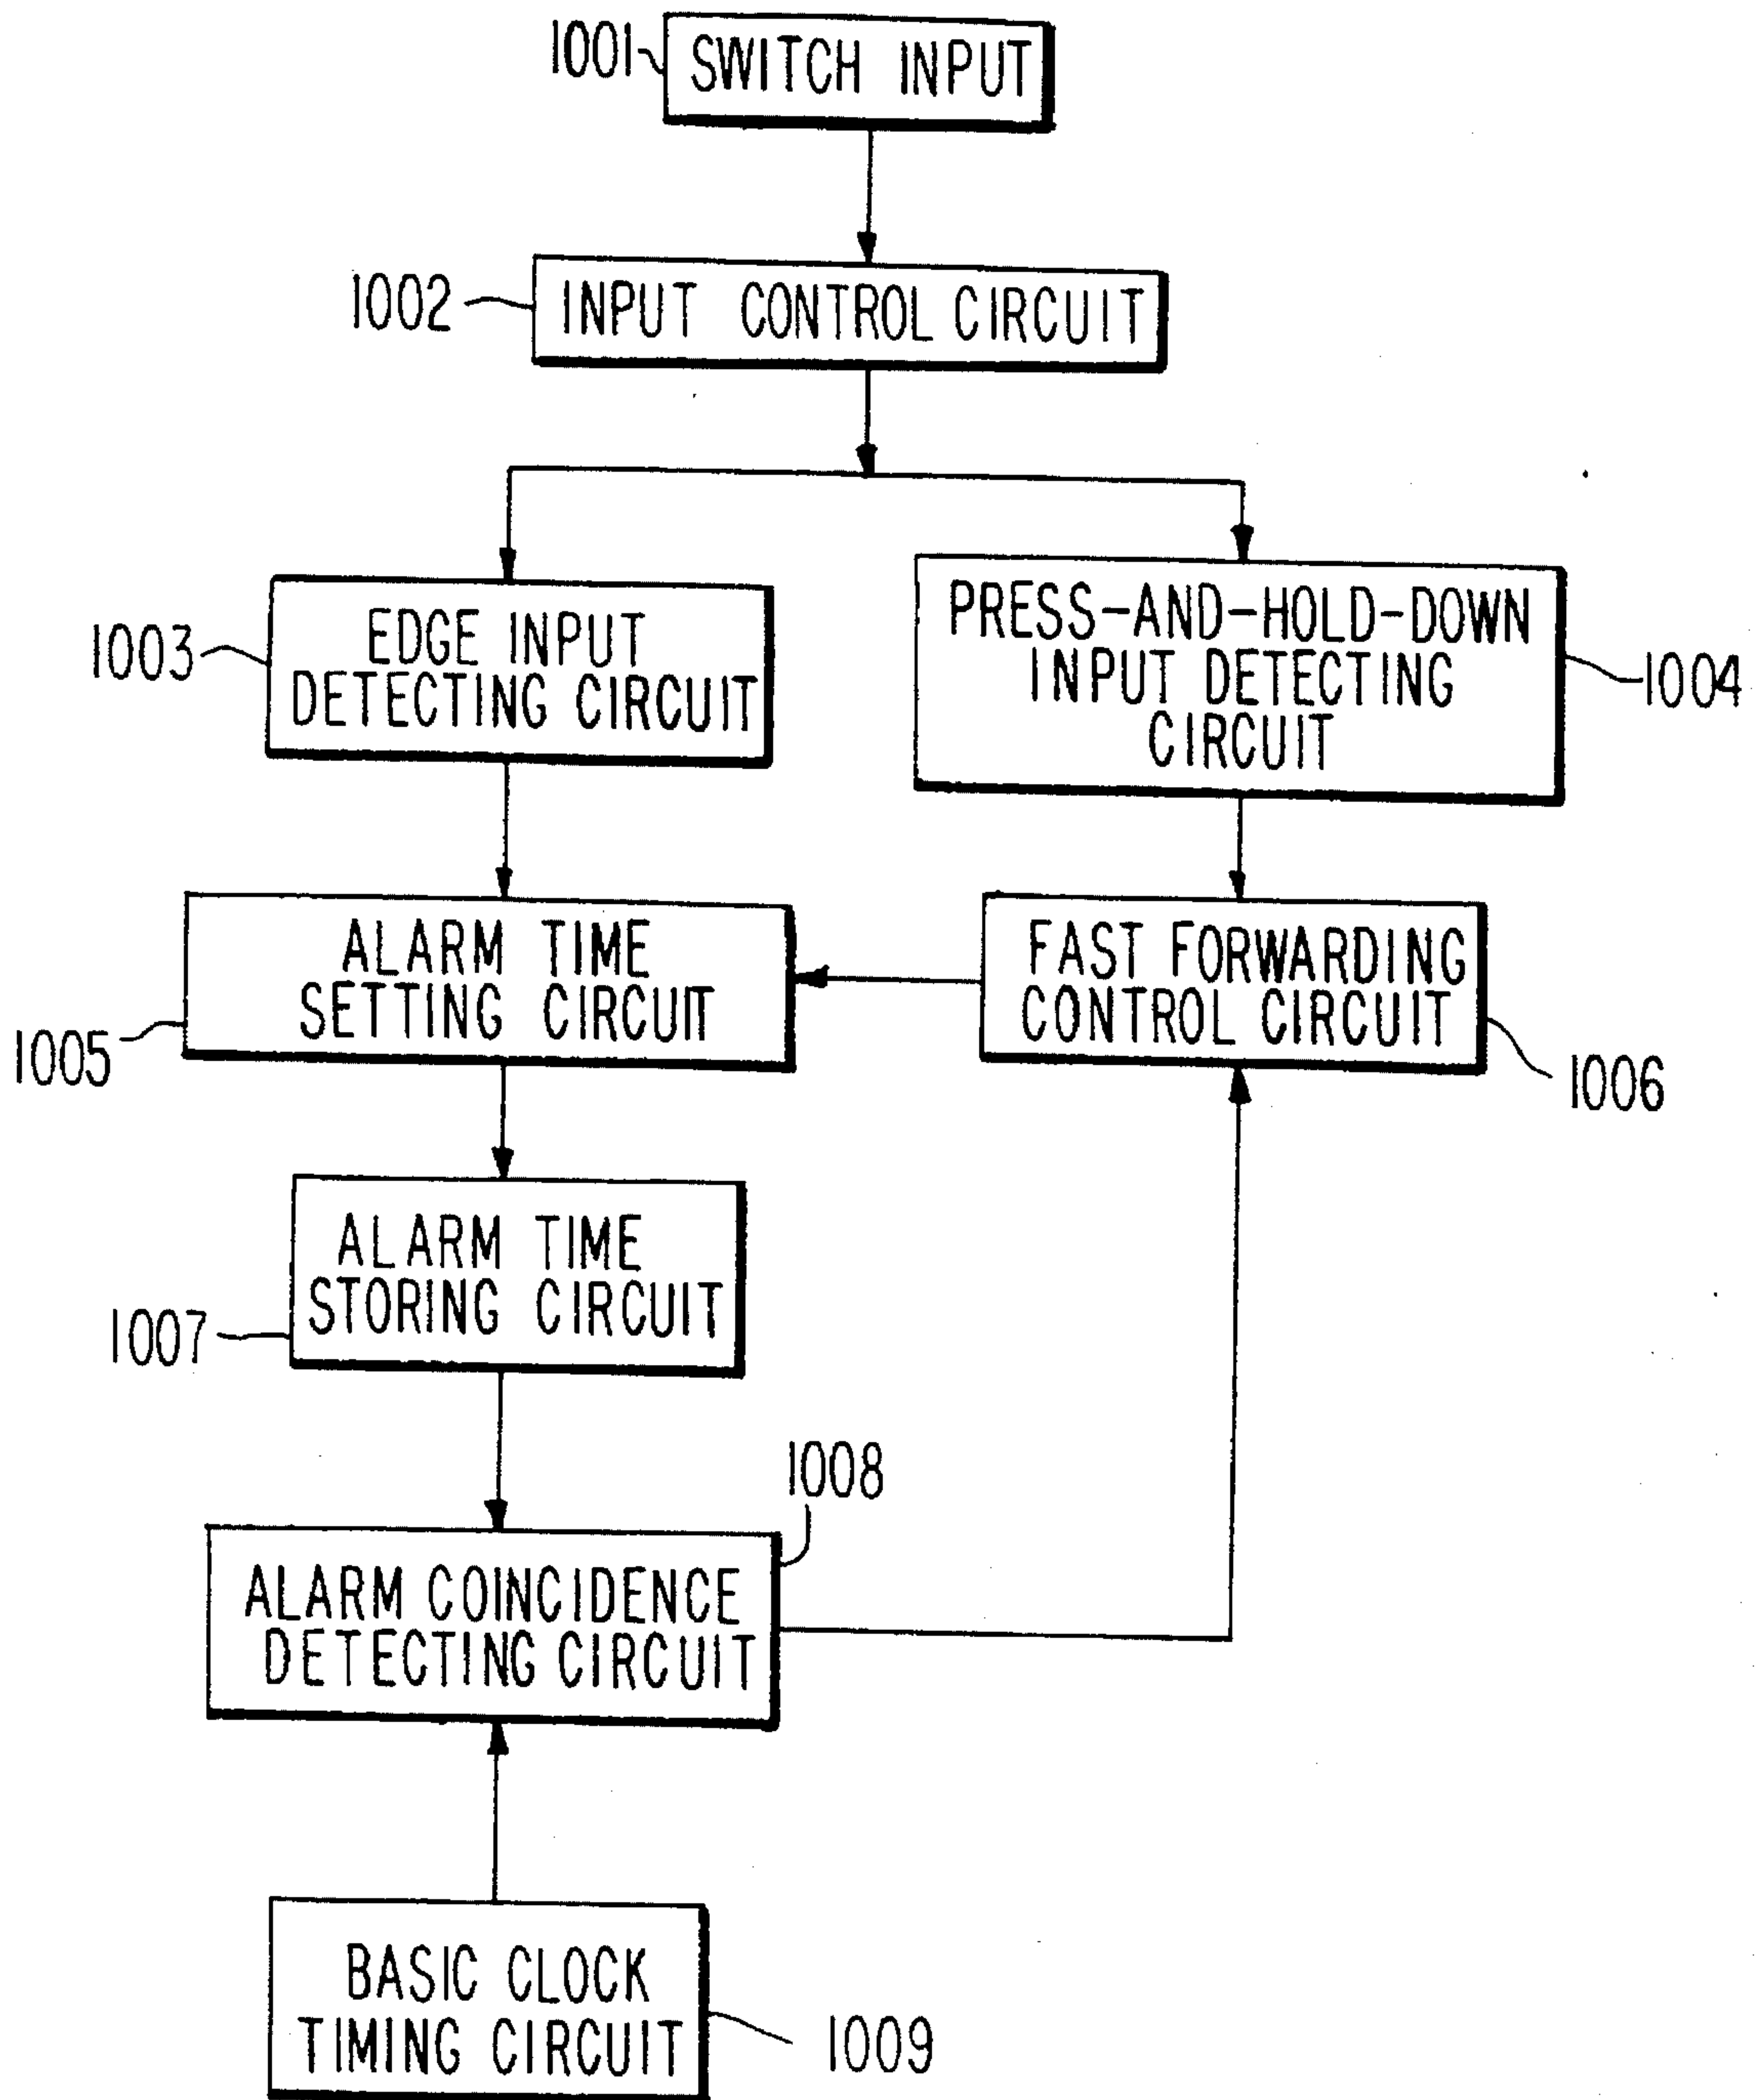 1001
SWITCH INPUT
1002
INPUT CONTROL CIRCUIT
1003
EDGE INPUT
DETECTING CIRCUIT
PRESS-AND-HOLD-DOWN
INPUT DETECTING
CIRCUIT
1004
ALARM TIME
SETTING CIRCUIT
1005
FAST FORWARDING
CONTROL CIRCUIT
1006
ALARM TIME
STORING CIRCUIT
1007
1008
ALARM COINCIDENCE
DETECTING CIRCUIT
BASIC CLOCK
TIMING CIRCUIT
1009